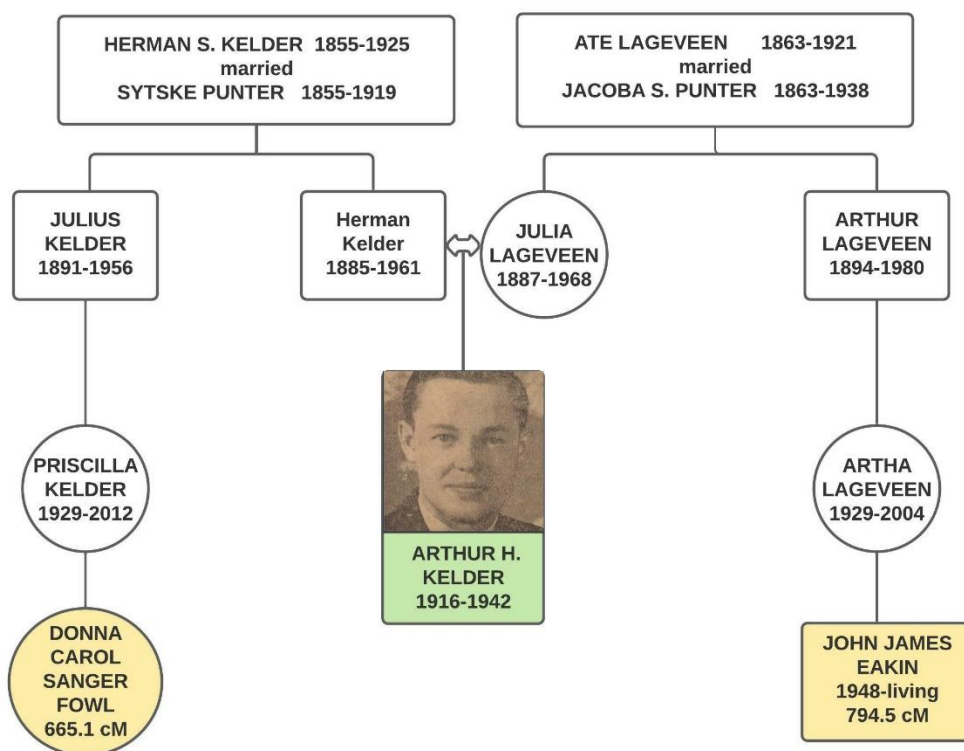 HERMAN S. KELDER 1855-1925
married
SYTSKE PUNTER 1855-1919
ATE LAGEVEEN 1863-1921
married
JACOBA S. PUNTER 1863-1938
JULIUS
KELDER
1891-1956
Herman
Kelder
1885-1961
JULIA
LAGEVEEN
1887-1968
ARTHUR
LAGEVEEN
1894-1980
PRISCILLA
KELDER
1929-2012
ARTHUR H.
KELDER
1916-1942
ARTHA
LAGEVEEN
1929-2004
DONNA
CAROL
SANGER
FOWL
665.1 cM
JOHN JAMES
EAKIN
1948-living
794.5 cM